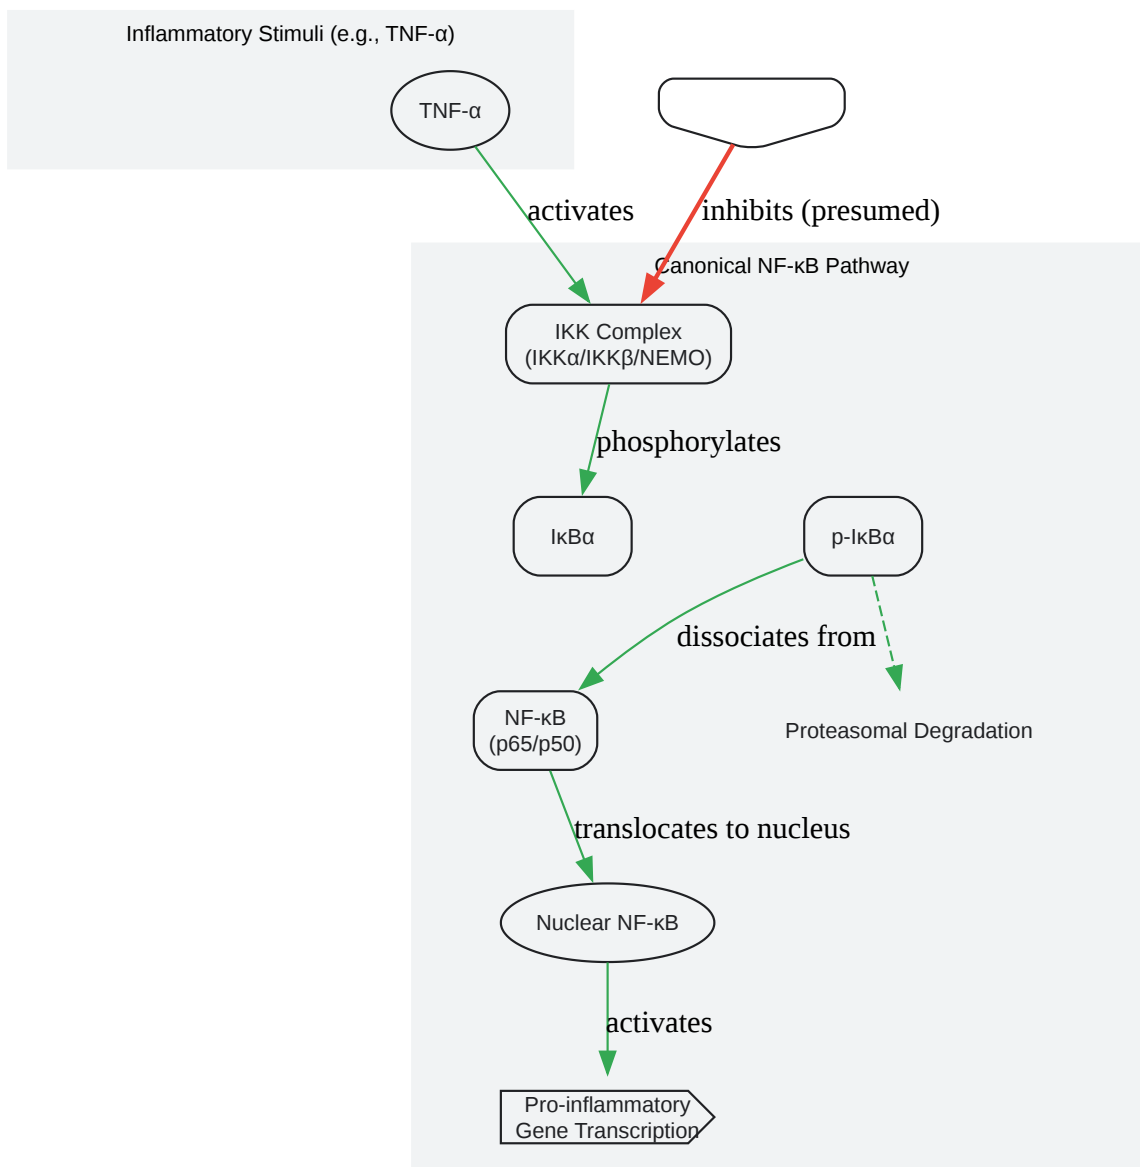 Inflammatory Stimuli (e.g., TNF-α)
TNF-α
activates
inhibits (presumed)
Canonical NF-κB Pathway
IKK Complex
(IKKα/IKKβ/NEMO)
phosphorylates
IκBα
p-IκBα
dissociates from
NF-κB
(p65/p50)
Proteasomal Degradation
translocates to nucleus
Nuclear NF-κB
activates
Pro-inflammatory
Gene Transcription